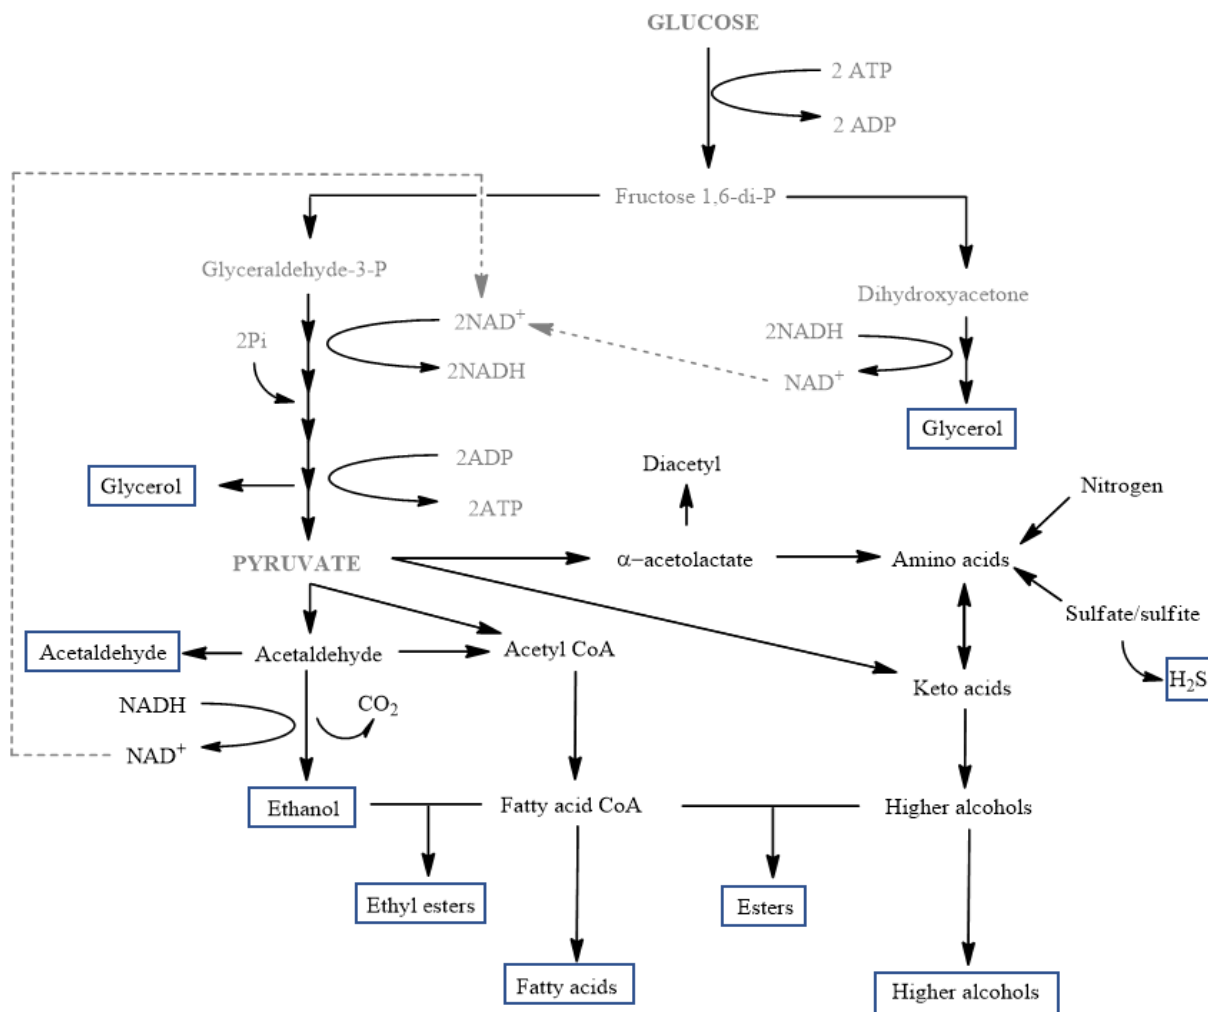 GLUCOSE
2 ATP
2 ADP
Fructose 1,6-di-P
Glyceraldehyde-3-P
Dihydroxyacetone
2NAD⁺
2NADH
2Pi
2NADH
NAD⁺
Glycerol
2ADP
Diacetyl
Glycerol
Nitrogen
2ATP
PYRUVATE
α−acetolactate
Amino acids
Sulfate/sulfite
Acetaldehyde
Acetaldehyde
Acetyl CoA
H₂S
Keto acids
NADH
CO₂
NAD⁺
Ethanol
Fatty acid CoA
Higher alcohols
Ethyl esters
Esters
Fatty acids
Higher alcohols